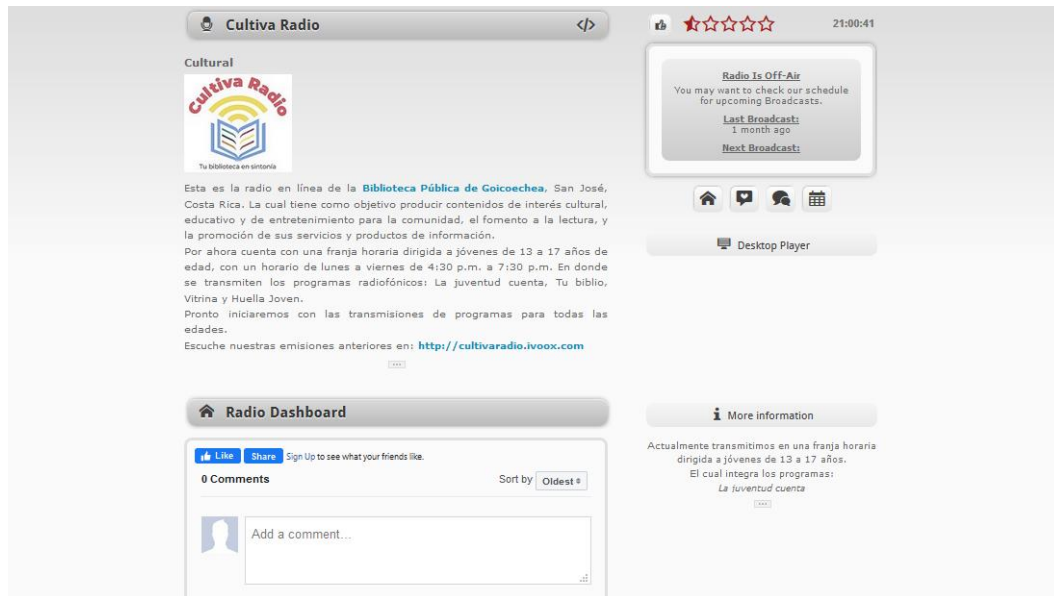 Cultiva Radio
</>
Cultural
Cultiva Radio
Tu biblioteca en sintonía
Esta es la radio en línea de la Biblioteca Pública de Goicoechea, San José,
Costa Rica. La cual tiene como objetivo producir contenidos de interés cultural,
educativo y de entretenimiento para la comunidad, el fomento a la lectura, y
la promoción de sus servicios y productos de información.
Por ahora cuenta con una franja horaria dirigida a jóvenes de 13 a 17 años de
edad, con un horario de lunes a viernes de 4:30 p.m. a 7:30 p.m. En donde
se transmiten los programas radiofónicos: La juventud cuenta, Tu biblio,
Vitrina y Huella Joven.
Pronto iniciaremos con las transmisiones de programas para todas las
edades.
Escuche nuestras emisiones anteriores en: http://cultivaradio.ivoox.com
Radio Dashboard
Like Share Sign Up to see what your friends like.
0 Comments Sort by Oldest
Add a comment...
21:00:41
Radio Is Off-Air
You may want to check our schedule
for upcoming Broadcasts.
Last Broadcast:
1 month ago
Next Broadcast:
Desktop Player
More information
Actualmente transmitimos en una franja horaria
dirigida a jóvenes de 13 a 17 años.
El cual integra los programas:
La juventud cuenta